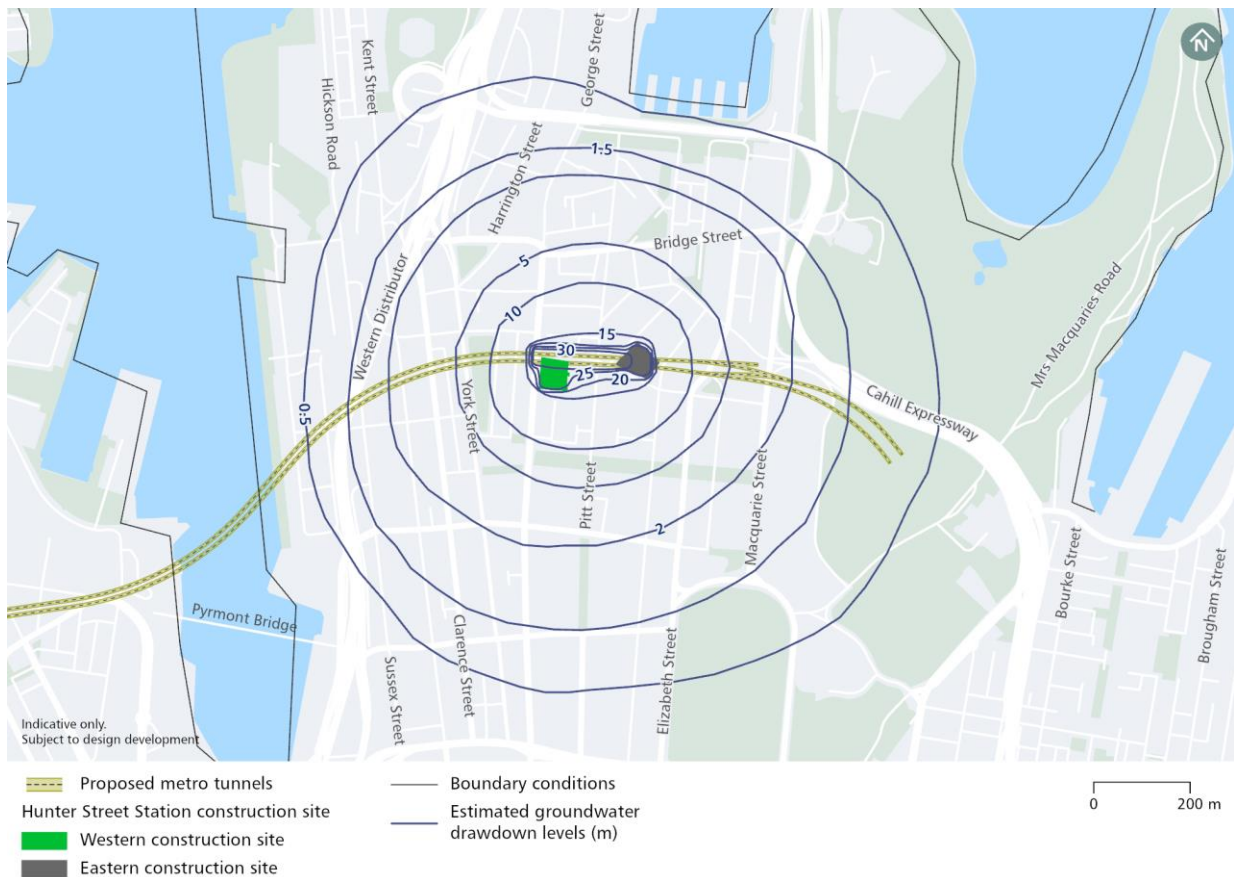 N
Kent Street
George Street
Hickson Road
Harrington Street
1.5
Bridge Street
Western Distributor
5
10
15
30
25
20
Mrs Macquaries Road
0.5
York Street
Cahill Expressway
Pitt Street
Macquarie Street
2
Pyrmont Bridge
Clarence Street
Sussex Street
Elizabeth Street
Bourke Street
Brougham Street
Indicative only.
Subject to design development
Proposed metro tunnels
Hunter Street Station construction site
Western construction site
Eastern construction site
Boundary conditions
Estimated groundwater
drawdown levels (m)
0 200 m